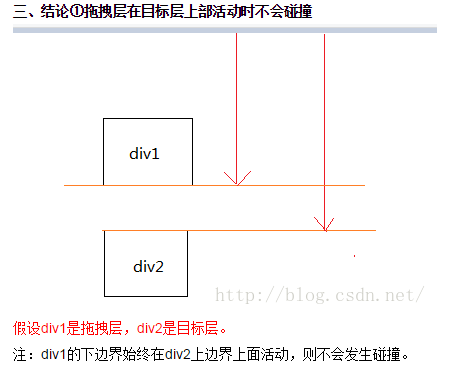 三、结论①拖拽层在目标层上部活动时不会碰撞
div1
div2
http://blog.csdn.net/
假设div1是拖拽层，div2是目标层。
注：div1的下边界始终在div2上边界上面活动，则不会发生碰撞。